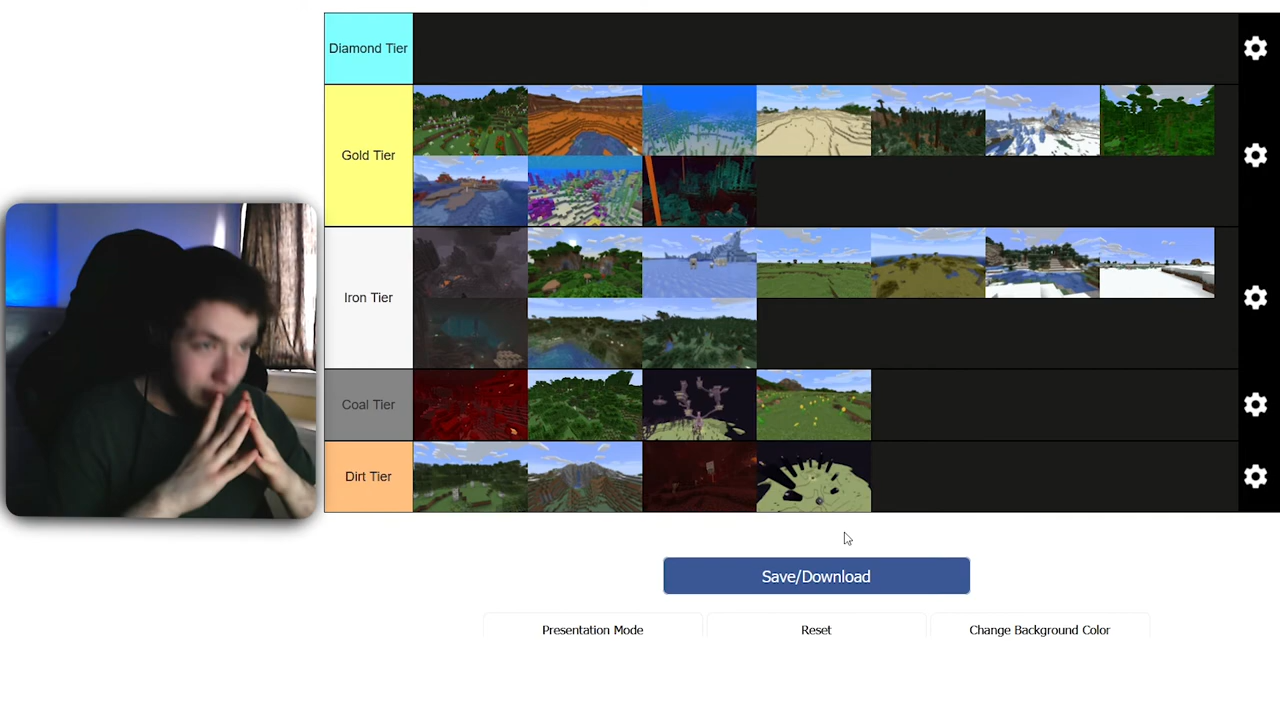 Diamond Tier
Gold Tier
Iron Tier
Coal Tier
Dirt Tier
Save/Download
Presentation Mode
Reset
Change Background Color